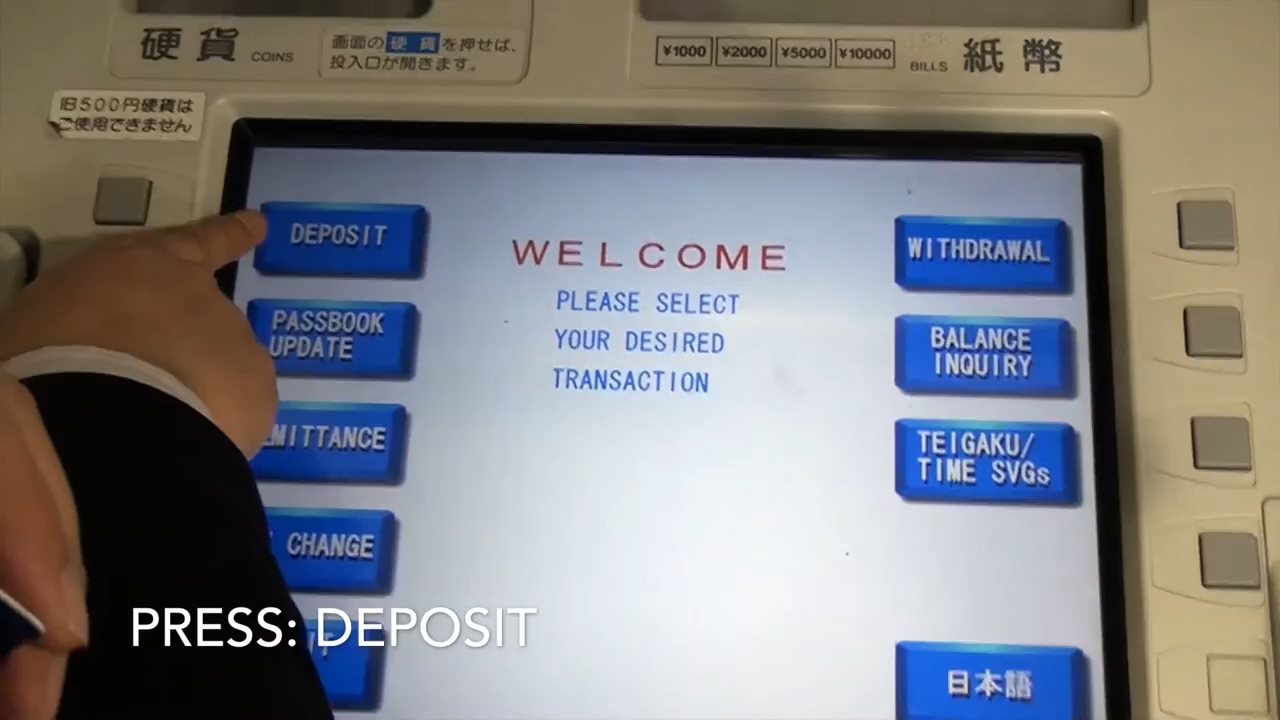 硬貨 COINS
画面の硬貨を押せば、
投入口が開きます。
¥1000 ¥2000 ¥5000 ¥10000
BILLS 紙幣
旧500円硬貨は
ご使用できません
DEPOSIT
PASSBOOK
UPDATE
MITTANCE
CHANGE
WELCOME
PLEASE SELECT
YOUR DESIRED
TRANSACTION
WITHDRAWAL
BALANCE
INQUIRY
TEIGAKU/
TIME SVGs
日本語
PRESS: DEPOSIT